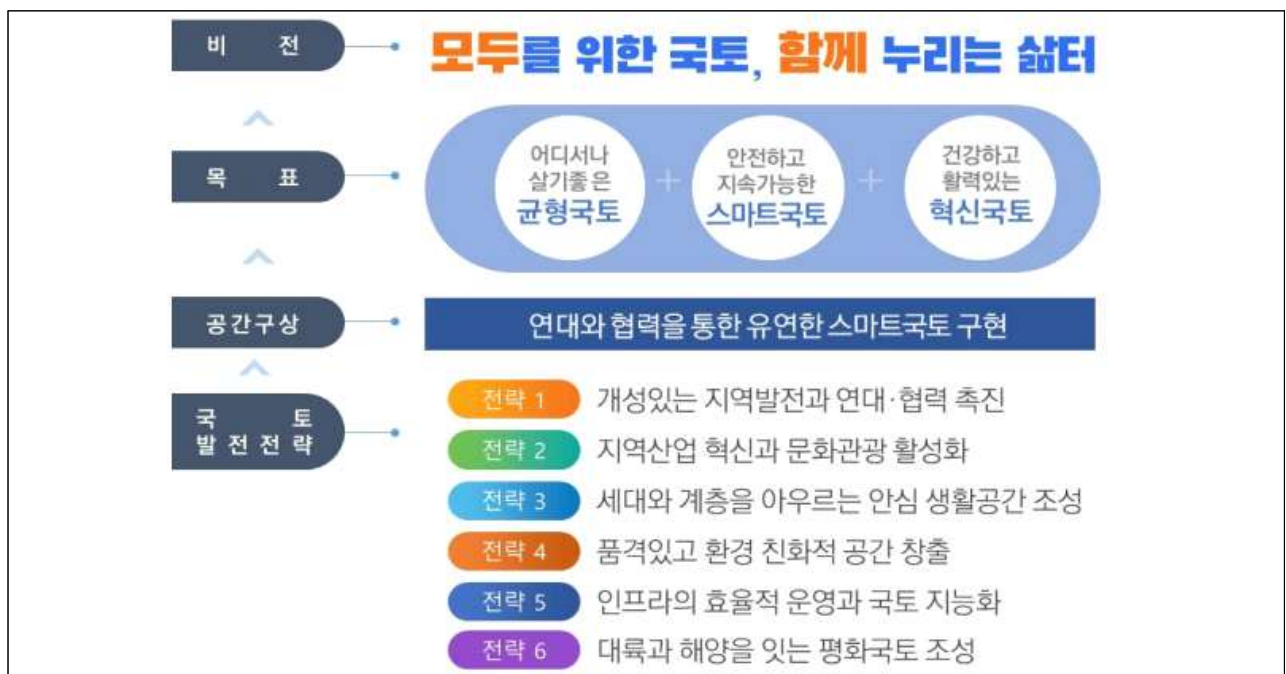 비 전
모두를 위한 국토, 함께 누리는 삶터
목 표
어디서나
살기좋은
균형국토
+
안전하고
지속가능한
스마트국토
+
건강하고
활력있는
혁신국토
공간구상
연대와 협력을 통한 유연한 스마트국토 구현
국 토
발전전략
전략 1 개성있는 지역발전과 연대·협력 촉진
전략 2 지역산업 혁신과 문화관광 활성화
전략 3 세대와 계층을 아우르는 안심 생활공간 조성
전략 4 품격있고 환경 친화적 공간 창출
전략 5 인프라의 효율적 운영과 국토 지능화
전략 6 대륙과 해양을 잇는 평화국토 조성